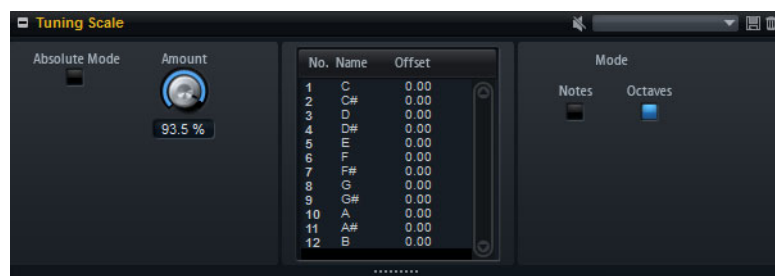 Tuning Scale
Absolute Mode Amount
93.5 %
No. Name Offset
1 C 0.00
2 C# 0.00
3 D 0.00
4 D# 0.00
5 E 0.00
6 F 0.00
7 F# 0.00
8 G 0.00
9 G# 0.00
10 A 0.00
11 A# 0.00
12 B 0.00
Mode
Notes Octaves